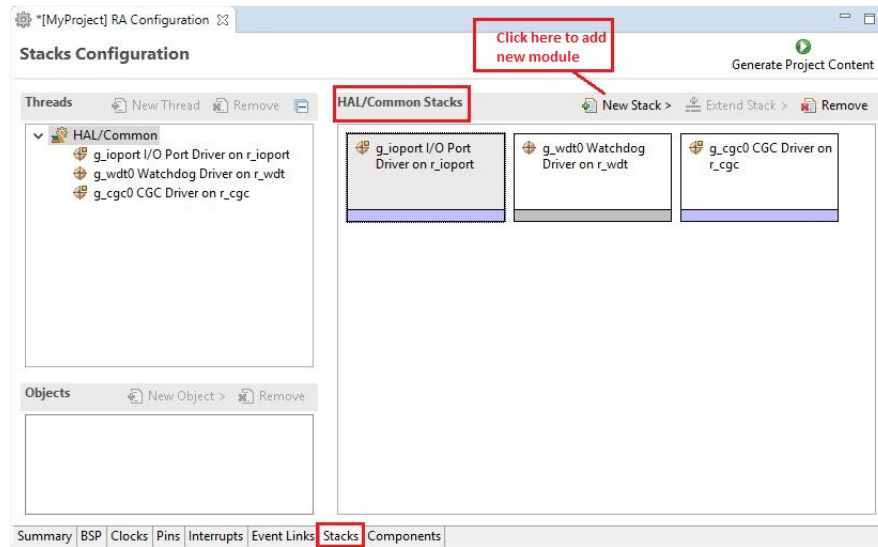 *[MyProject] RA Configuration
Stacks Configuration
Click here to add
new module
Generate Project Content
Threads
New Thread
Remove
HAL/Common Stacks
New Stack >
Extend Stack >
Remove
HAL/Common
g_ioport I/O Port Driver on r_ioport
g_wdt0 Watchdog Driver on r_wdt
g_cgc0 CGC Driver on r_cgc
g_ioport I/O Port
Driver on r_ioport
g_wdt0 Watchdog
Driver on r_wdt
g_cgc0 CGC Driver on
r_cgc
Objects
New Object >
Remove
Summary
BSP
Clocks
Pins
Interrupts
Event Links
Stacks
Components